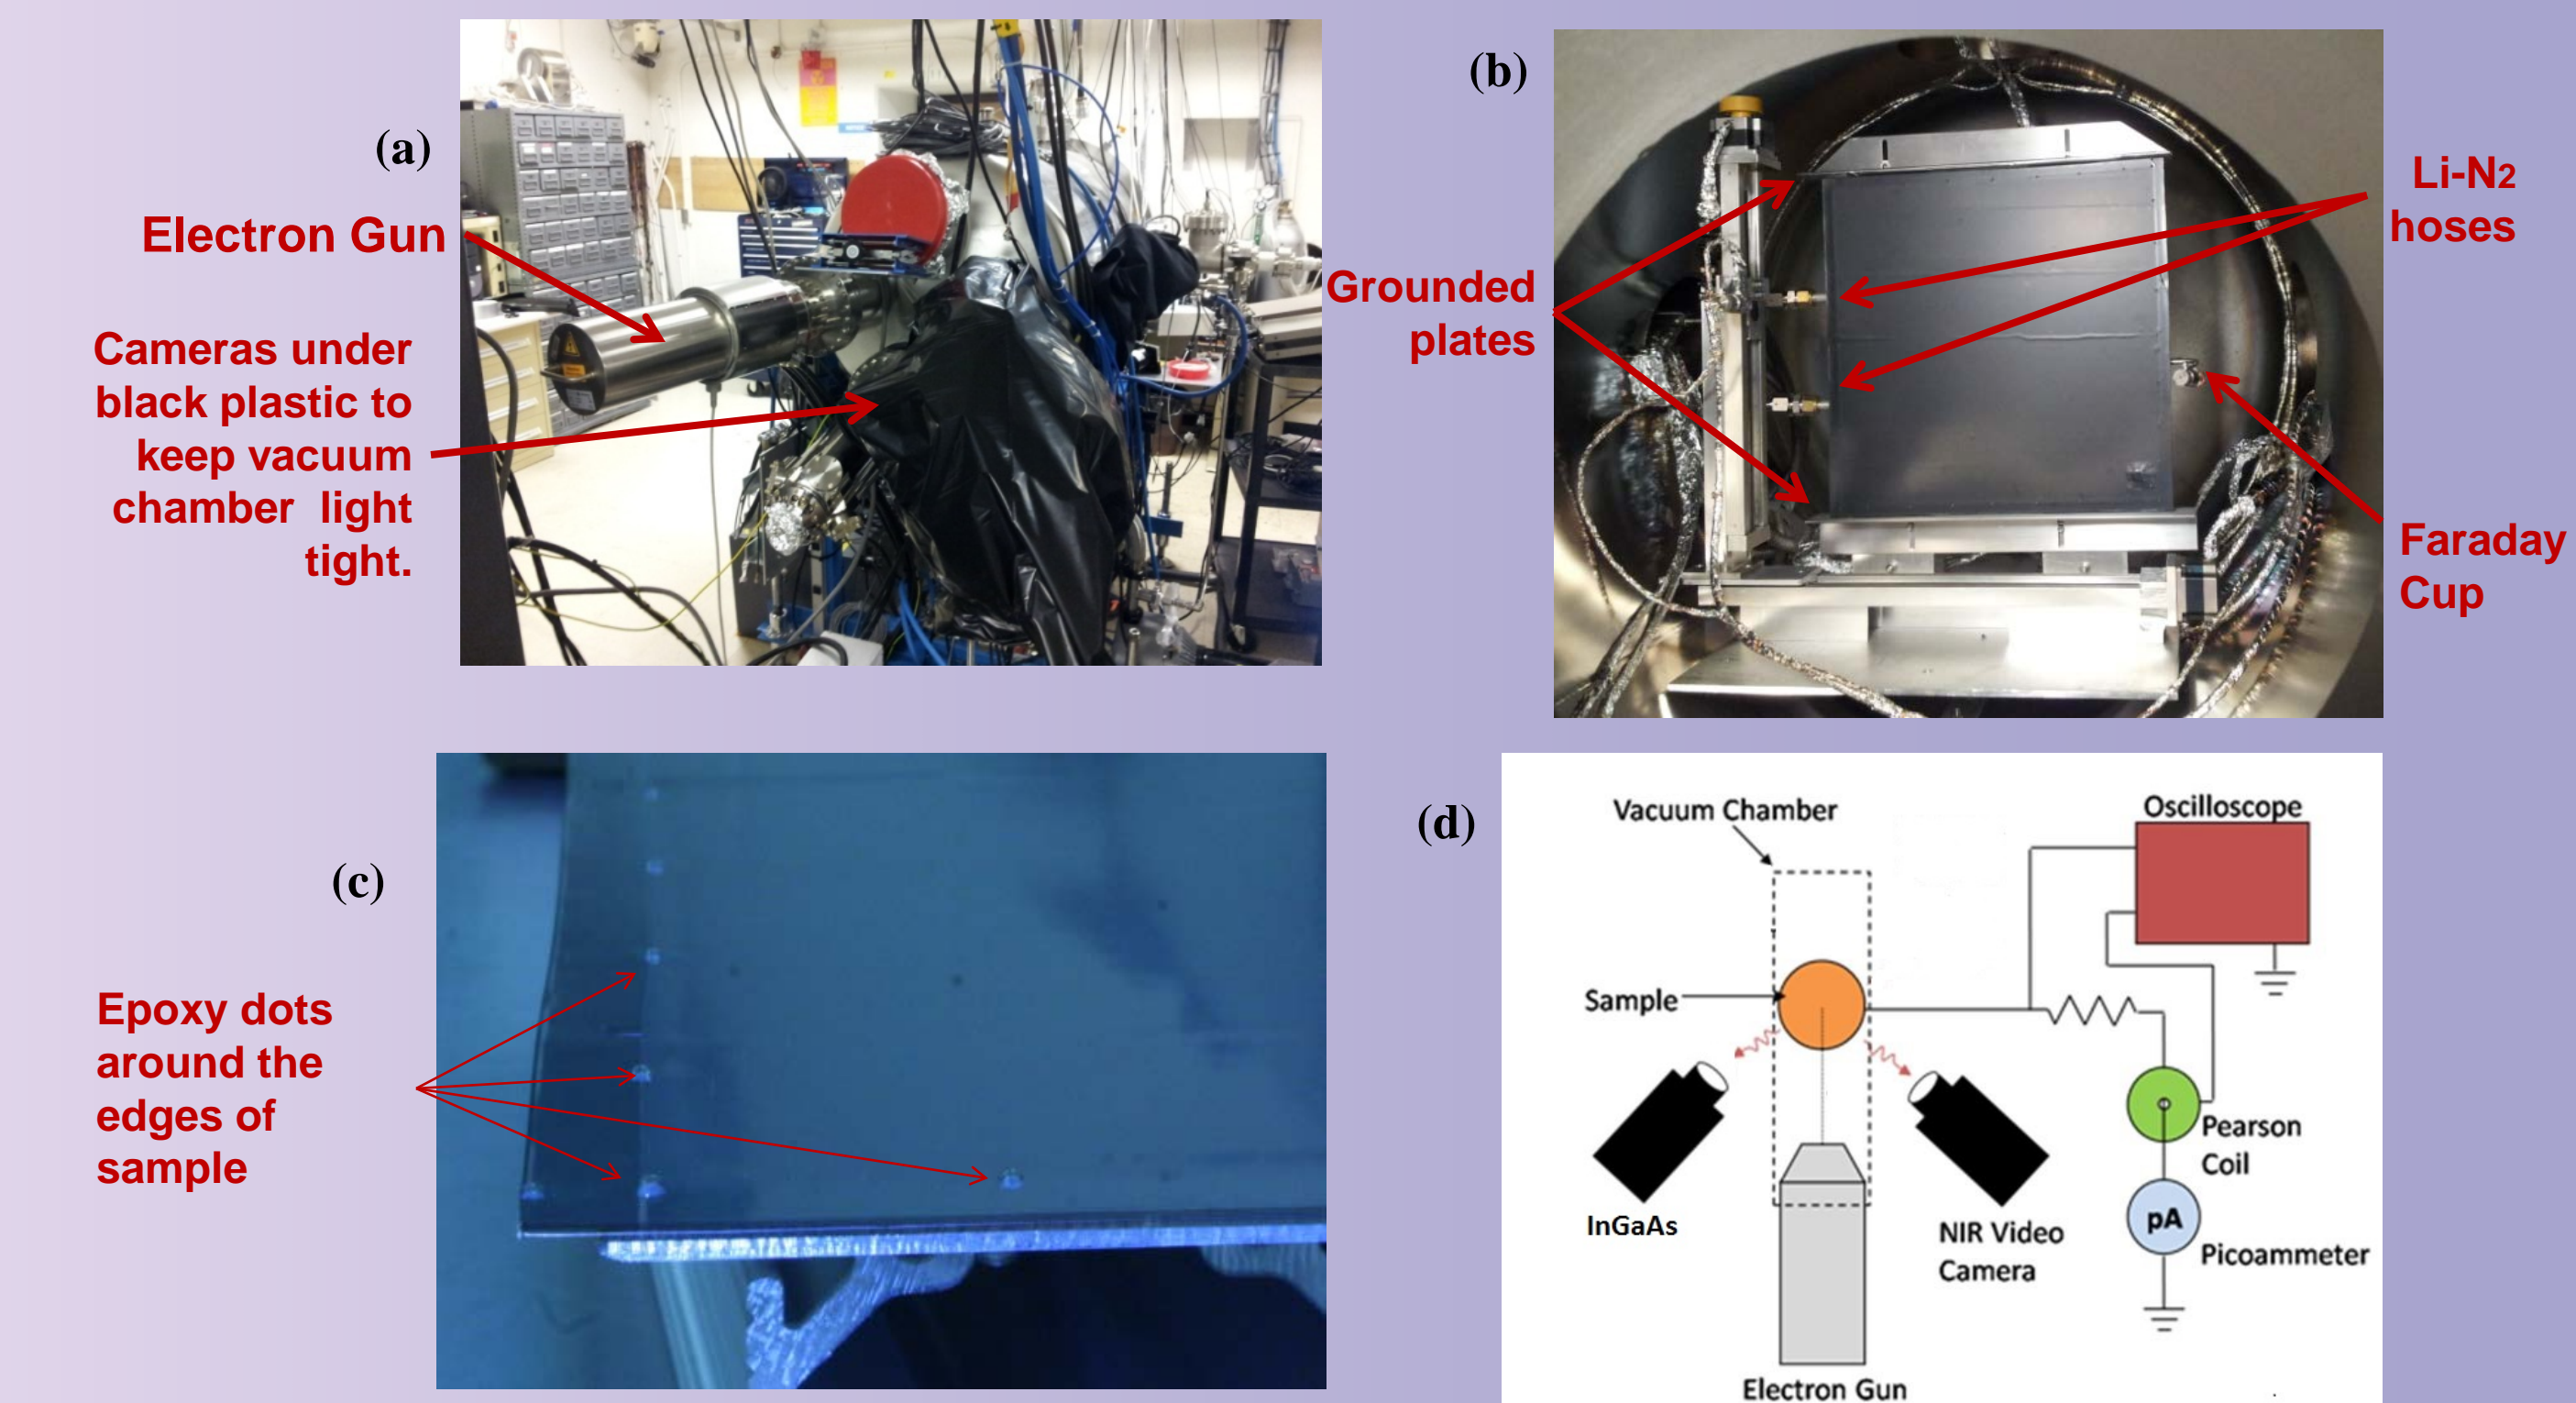 (a)
Electron Gun
Cameras under
black plastic to
keep vacuum
chamber light
tight.
(b)
Grounded
plates
Li-N2
hoses
Faraday
Cup
(c)
Epoxy dots
around the
edges of
sample
(d)
Vacuum Chamber
Oscilloscope
Sample
InGaAs
NIR Video
Camera
Electron Gun
Pearson
Coil
pA
Picoammeter